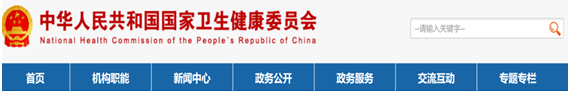 中华人民共和国国家卫生健康委员会
National Health Commission of the People's Republic of China
--请输入关键字--
首页 机构职能 新闻中心 政务公开 政务服务 交流互动 专题专栏